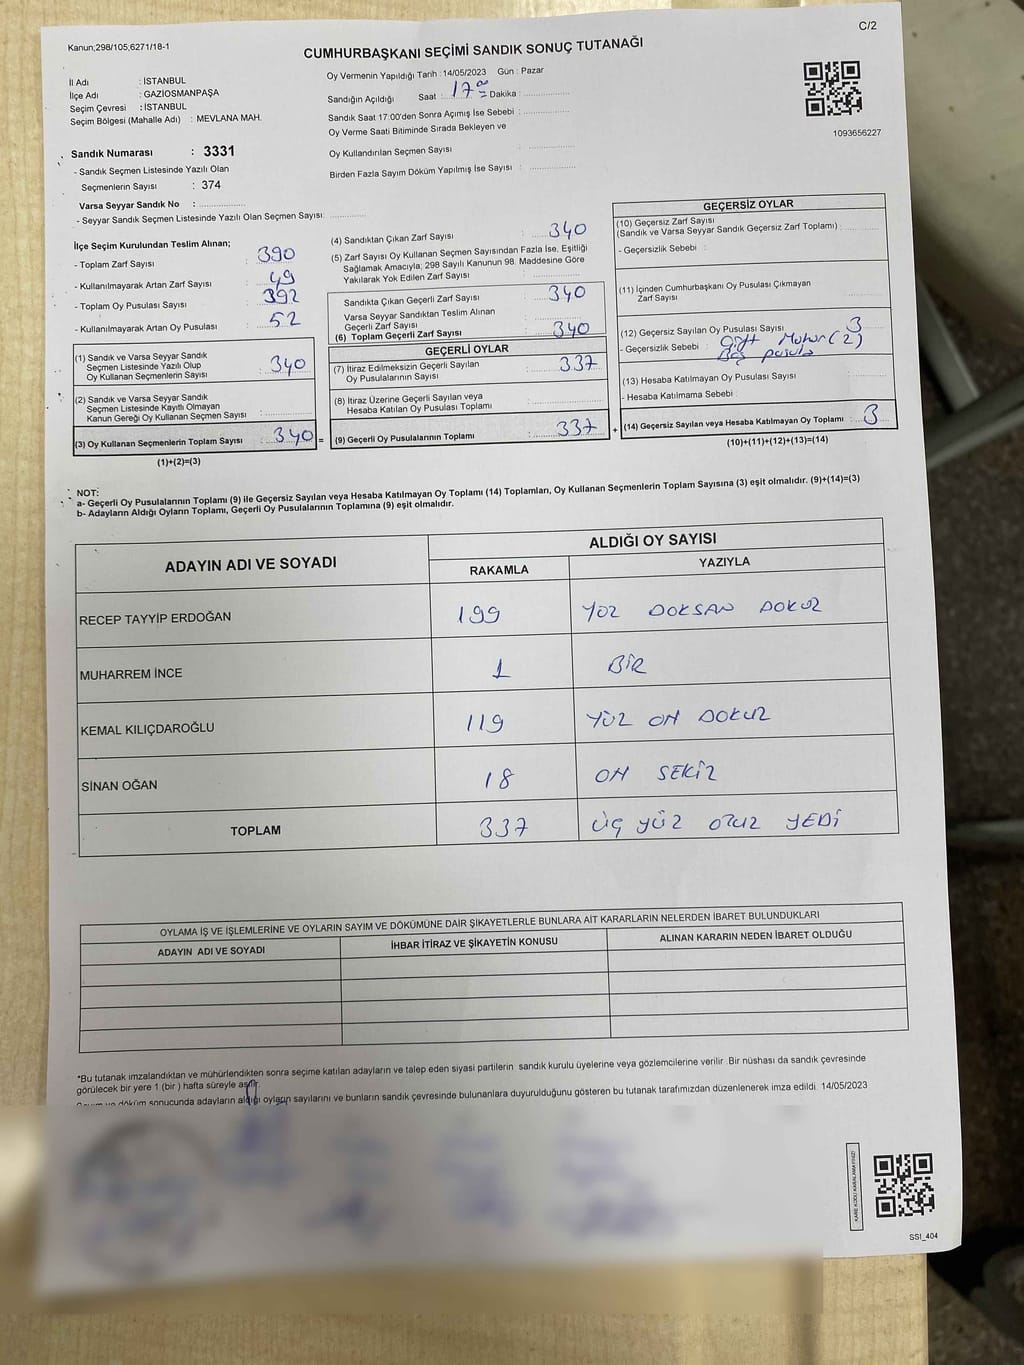 Kanun;298/105;6271/18-1
C/2
CUMHURBAŞKANI SEÇİMİ SANDIK SONUÇ TUTANAĞI
İl Adı : İSTANBUL
İlçe Adı : GAZİOSMANPAŞA
Seçim Çevresi : İSTANBUL
Seçim Bölgesi (Mahalle Adı) : MEVLANA MAH.
Oy Vermenin Yapıldığı Tarih :14/05/2023 Gün : Pazar
Sandığın Açıldığı Saat : 17 00 Dakika :
Sandık Saat 17:00'den Sonra Açımış İse Sebebi :
Oy Verme Saati Bitiminde Sırada Bekleyen ve
Oy Kullandırılan Seçmen Sayısı :
Birden Fazla Sayım Döküm Yapılmış İse Sayısı :
1093656227
Sandık Numarası : 3331
- Sandık Seçmen Listesinde Yazılı Olan
Seçmenlerin Sayısı : 374
Varsa Seyyar Sandık No :
- Seyyar Sandık Seçmen Listesinde Yazılı Olan Seçmen Sayısı:
İlçe Seçim Kurulundan Teslim Alınan;
- Toplam Zarf Sayısı : 390
- Kullanılmayarak Artan Zarf Sayısı : 49
- Toplam Oy Pusulası Sayısı : 392
- Kullanılmayarak Artan Oy Pusulası : 52
(1) Sandık ve Varsa Seyyar Sandık
Seçmen Listesinde Yazılı Olup
Oy Kullanan Seçmenlerin Sayısı : 340
(2) Sandık ve Varsa Seyyar Sandık
Seçmen Listesinde Kayıtlı Olmayan
Kanun Gereği Oy Kullanan Seçmen Sayısı :
(3) Oy Kullanan Seçmenlerin Toplam Sayısı : 340 =
(1)+(2)=(3)
(4) Sandıktan Çıkan Zarf Sayısı : 340
(5) Zarf Sayısı Oy Kullanan Seçmen Sayısından Fazla İse, Eşitliği
Sağlamak Amacıyla; 298 Sayılı Kanunun 98. Maddesine Göre
Yakılarak Yok Edilen Zarf Sayısı :
Sandıkta Çıkan Geçerli Zarf Sayısı : 340
Varsa Seyyar Sandıktan Teslim Alınan
Geçerli Zarf Sayısı :
(6) Toplam Geçerli Zarf Sayısı : 340
GEÇERLİ OYLAR
(7) İtiraz Edilmeksizin Geçerli Sayılan
Oy Pusulalarının Sayısı : 337
(8) İtiraz Üzerine Geçerli Sayılan veya
Hesaba Katılan Oy Pusulası Toplamı :
(9) Geçerli Oy Pusulalarının Toplamı : 337 +
GEÇERSİZ OYLAR
(10) Geçersiz Zarf Sayısı
(Sandık ve Varsa Seyyar Sandık Geçersiz Zarf Toplamı) :
- Geçersizlik Sebebi :
(11) İçinden Cumhurbaşkanı Oy Pusulası Çıkmayan
Zarf Sayısı :
(12) Geçersiz Sayılan Oy Pusulası Sayısı : 3
- Geçersizlik Sebebi : Çift Mühür (2)
Boş pusula
(13) Hesaba Katılmayan Oy Pusulası Sayısı :
- Hesaba Katılmama Sebebi :
(14) Geçersiz Sayılan veya Hesaba Katılmayan Oy Toplamı : 3
(10)+(11)+(12)+(13)=(14)
NOT:
a- Geçerli Oy Pusulalarının Toplamı (9) ile Geçersiz Sayılan veya Hesaba Katılmayan Oy Toplamı (14) Toplamları, Oy Kullanan Seçmenlerin Toplam Sayısına (3) eşit olmalıdır. (9)+(14)=(3)
b- Adayların Aldığı Oyların Toplamı, Geçerli Oy Pusulalarının Toplamına (9) eşit olmalıdır.
ADAYIN ADI VE SOYADI
ALDIĞI OY SAYISI
RAKAMLA YAZIYLA
RECEP TAYYİP ERDOĞAN 199 YÜZ DOKSAN DOKUZ
MUHARREM İNCE 1 BİR
KEMAL KILIÇDAROĞLU 119 YÜZ ON DOKUZ
SİNAN OĞAN 18 ON SEKİZ
TOPLAM 337 ÜÇ YÜZ OTUZ YEDİ
OYLAMA İŞ VE İŞLEMLERİNE VE OYLARIN SAYIM VE DÖKÜMÜNE DAİR ŞİKAYETLERLE BUNLARA AİT KARARLARIN NELERDEN İBARET BULUNDUKLARI
ADAYIN ADI VE SOYADI İHBAR İTİRAZ VE ŞİKAYETİN KONUSU ALINAN KARARIN NEDEN İBARET OLDUĞU
*Bu tutanak imzalandıktan ve mühürlendikten sonra seçime katılan adayların ve talep eden siyasi partilerin sandık kurulu üyelerine veya gözlemcilerine verilir .Bir nüshası da sandık çevresinde
görülecek bir yere 1 (bir ) hafta süreyle asılır.
döküm sonucunda adayların aldığı oyların sayılarını ve bunların sandık çevresinde bulunanlara duyurulduğunu gösteren bu tutanak tarafımızdan düzenlenerek imza edildi. 14/05/2023
KARE KODU KARALAMAYINIZ!
SSI_404